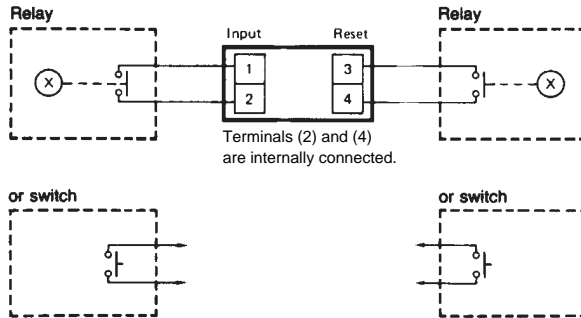 Relay
Input
Reset
Relay
X
1
2
3
4
X
Terminals (2) and (4)
are internally connected.
or switch
or switch